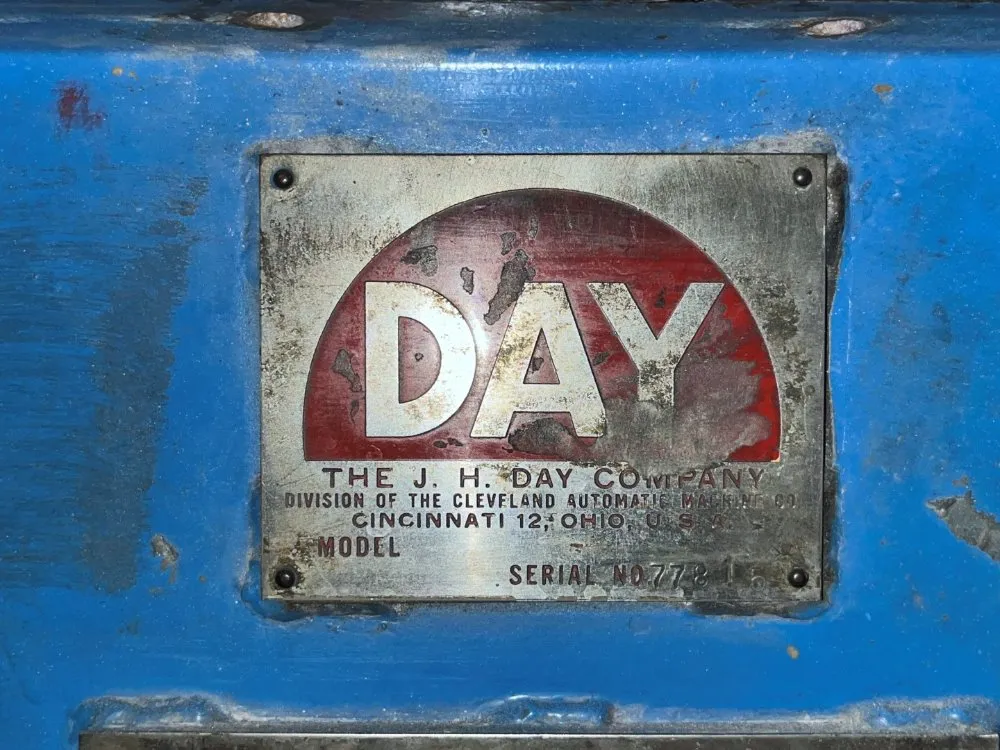 DAY
THE J. H. DAY COMPANY
DIVISION OF THE CLEVELAND AUTOMATIC MACHINE CO.
CINCINNATI 12, OHIO, U. S. A.
MODEL
SERIAL NO.